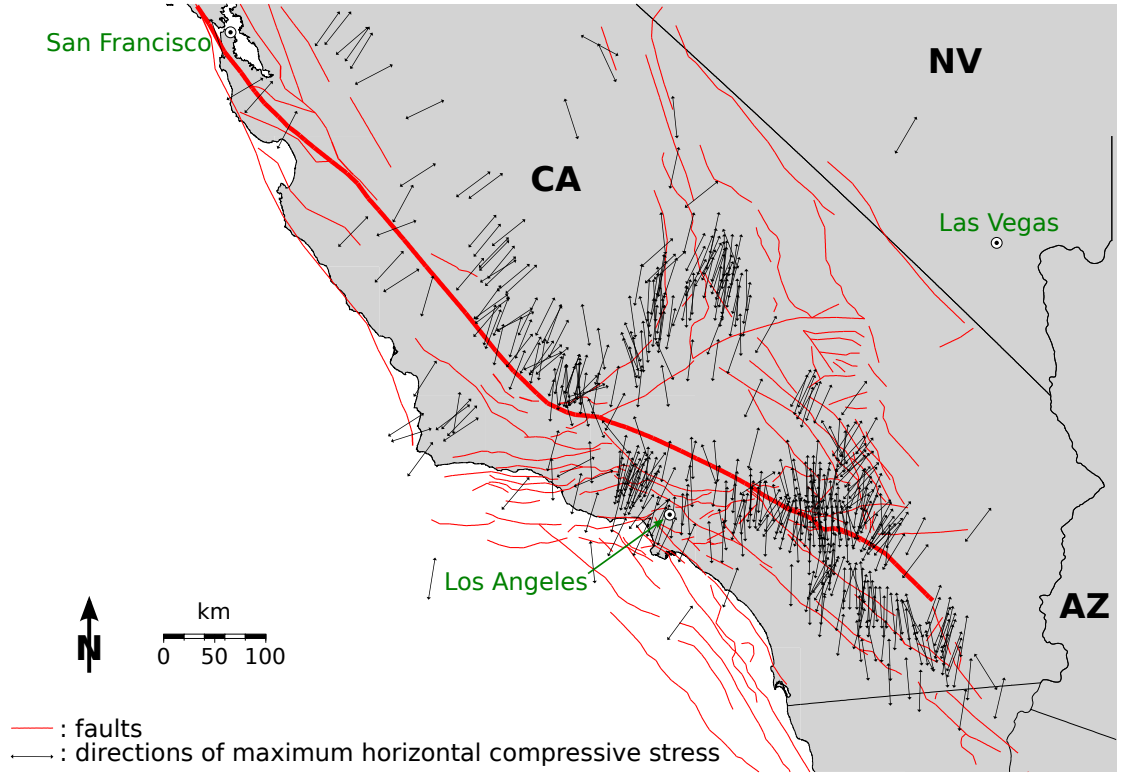 San Francisco
NV
CA
Las Vegas
Los Angeles
AZ
N
km
0 50 100
: faults
: directions of maximum horizontal compressive stress